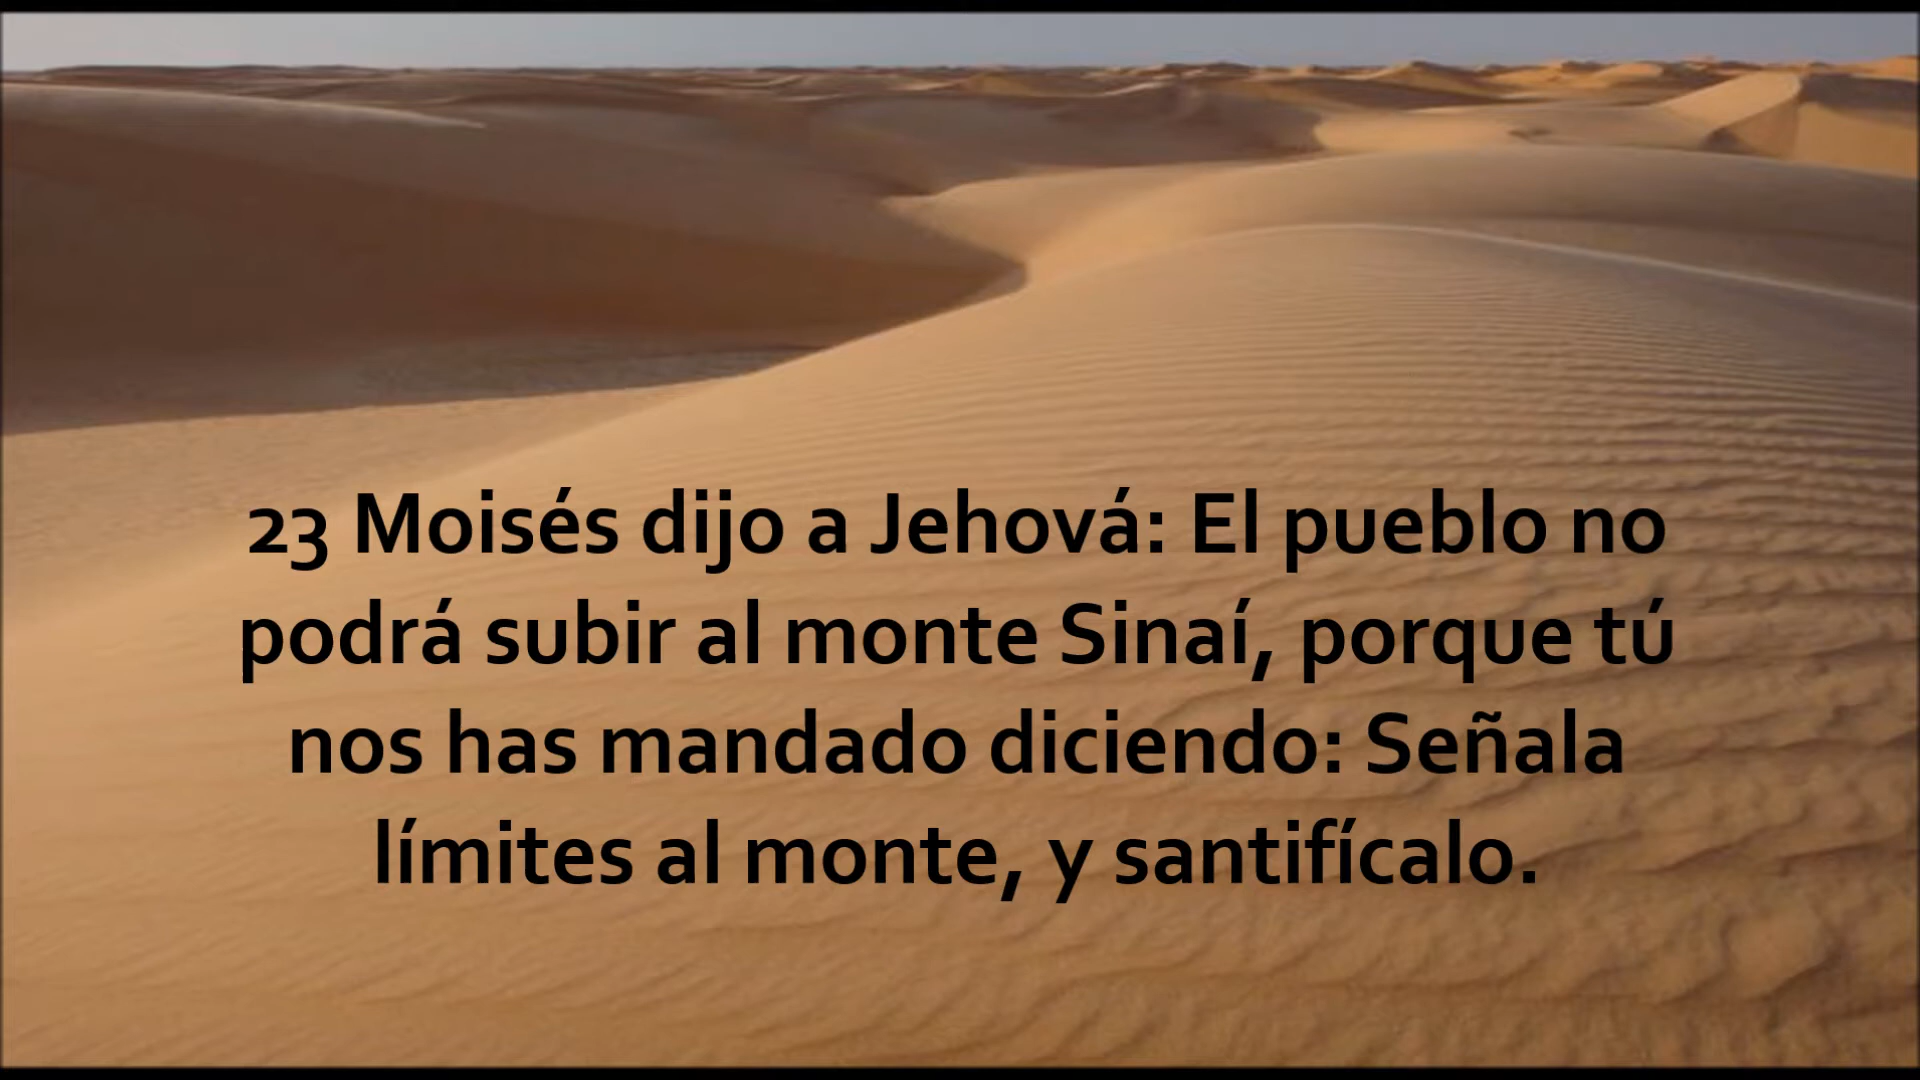 23 Moisés dijo a Jehová: El pueblo no
podrá subir al monte Sinaí, porque tú
nos has mandado diciendo: Señala
límites al monte, y santifícalo.